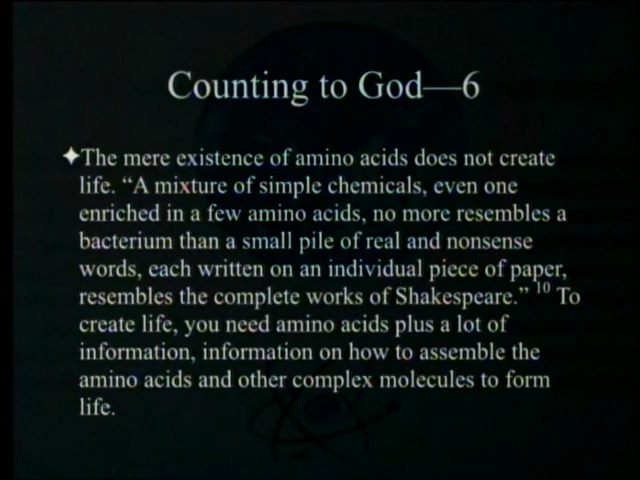 Counting to God—6
✦The mere existence of amino acids does not create
life. “A mixture of simple chemicals, even one
enriched in a few amino acids, no more resembles a
bacterium than a small pile of real and nonsense
words, each written on an individual piece of paper,
resembles the complete works of Shakespeare.” 10 To
create life, you need amino acids plus a lot of
information, information on how to assemble the
amino acids and other complex molecules to form
life.